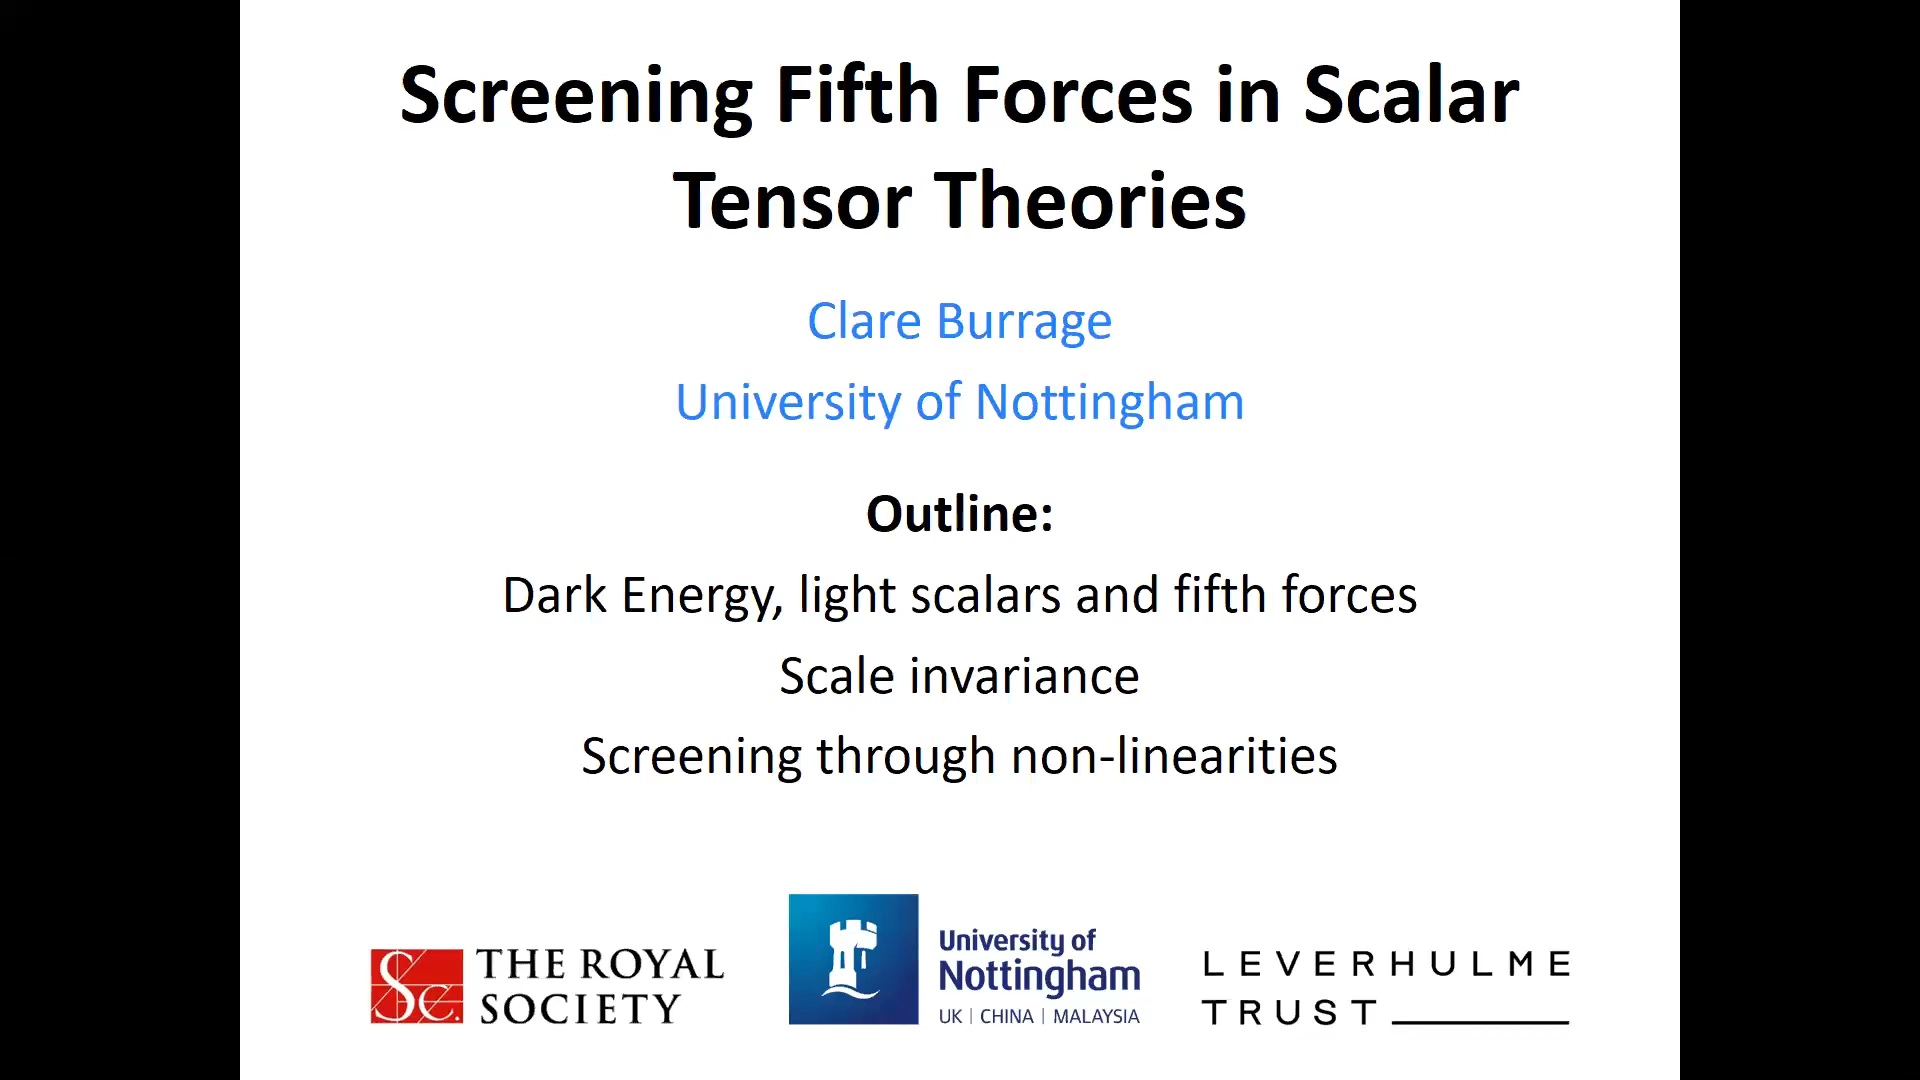 Screening Fifth Forces in Scalar
Tensor Theories
Clare Burrage
University of Nottingham
Outline:
Dark Energy, light scalars and fifth forces
Scale invariance
Screening through non-linearities
Sc.
THE ROYAL
SOCIETY
University of
Nottingham
UK | CHINA | MALAYSIA
LEVERHULME
TRUST